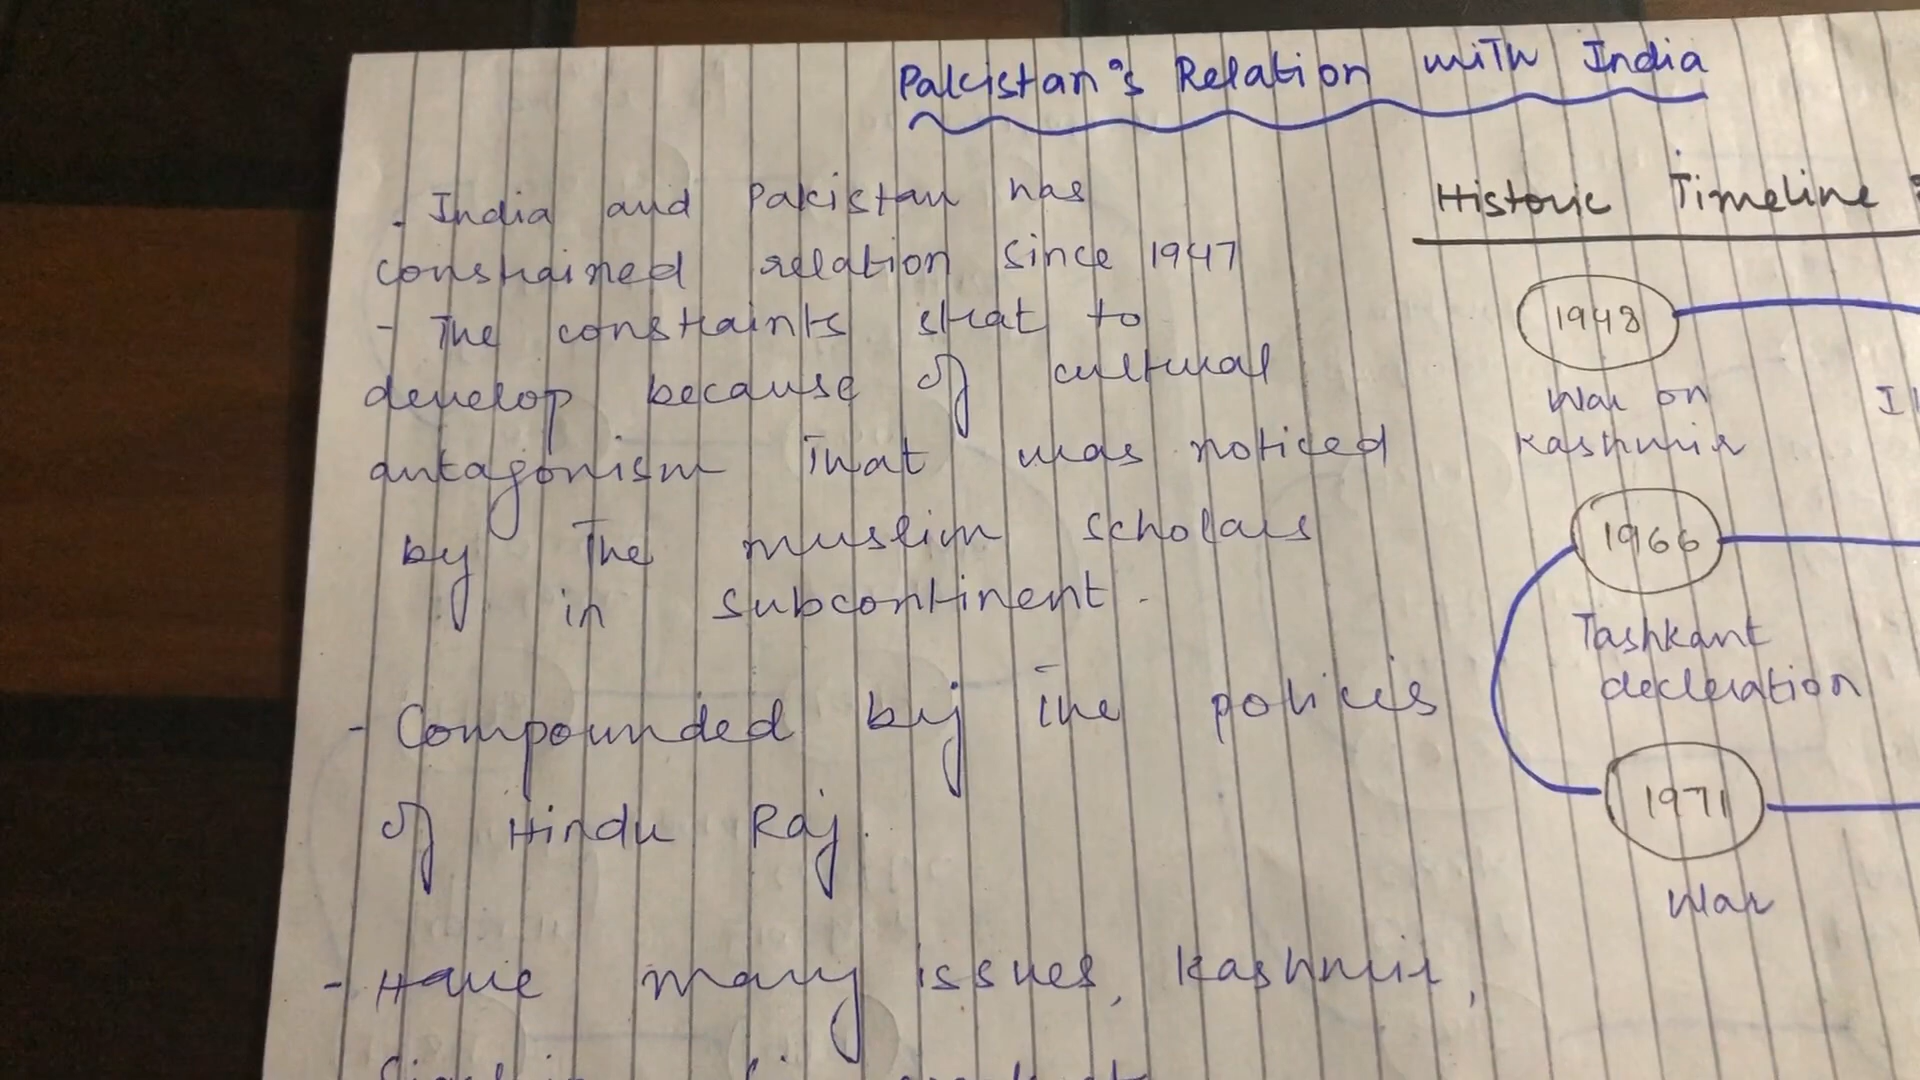 Pakistan's Relation with India
- India and Pakistan has
constrained relation since 1947
- The constraints strat to
develop because of cultural
antagonism that was noticed
by the muslim scholars
in subcontinent.
- Compounded by the policies
of Hindu Raj.
- Have many issues, Kashmir,
Historic Timeline
1948
War on
Kashmir
1966
Tashkant
decleration
1971
War